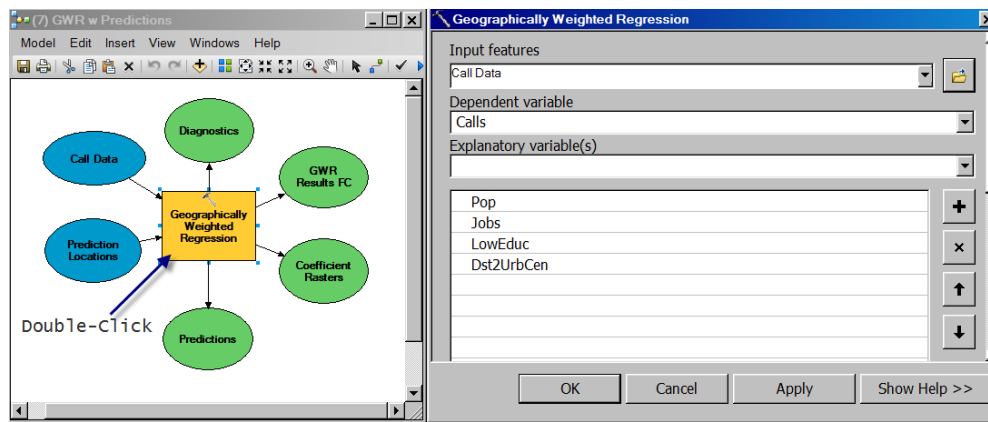 (7) GWR w Predictions
Model Edit Insert View Windows Help
Diagnostics
Call Data
GWR
Results FC
Geographically
Weighted
Regression
Prediction
Locations
Coefficient
Rasters
Double-Click
Predictions
Geographically Weighted Regression
Input features
Call Data
Dependent variable
Calls
Explanatory variable(s)
Pop
Jobs
LowEduc
Dst2UrbCen
OK Cancel Apply Show Help >>